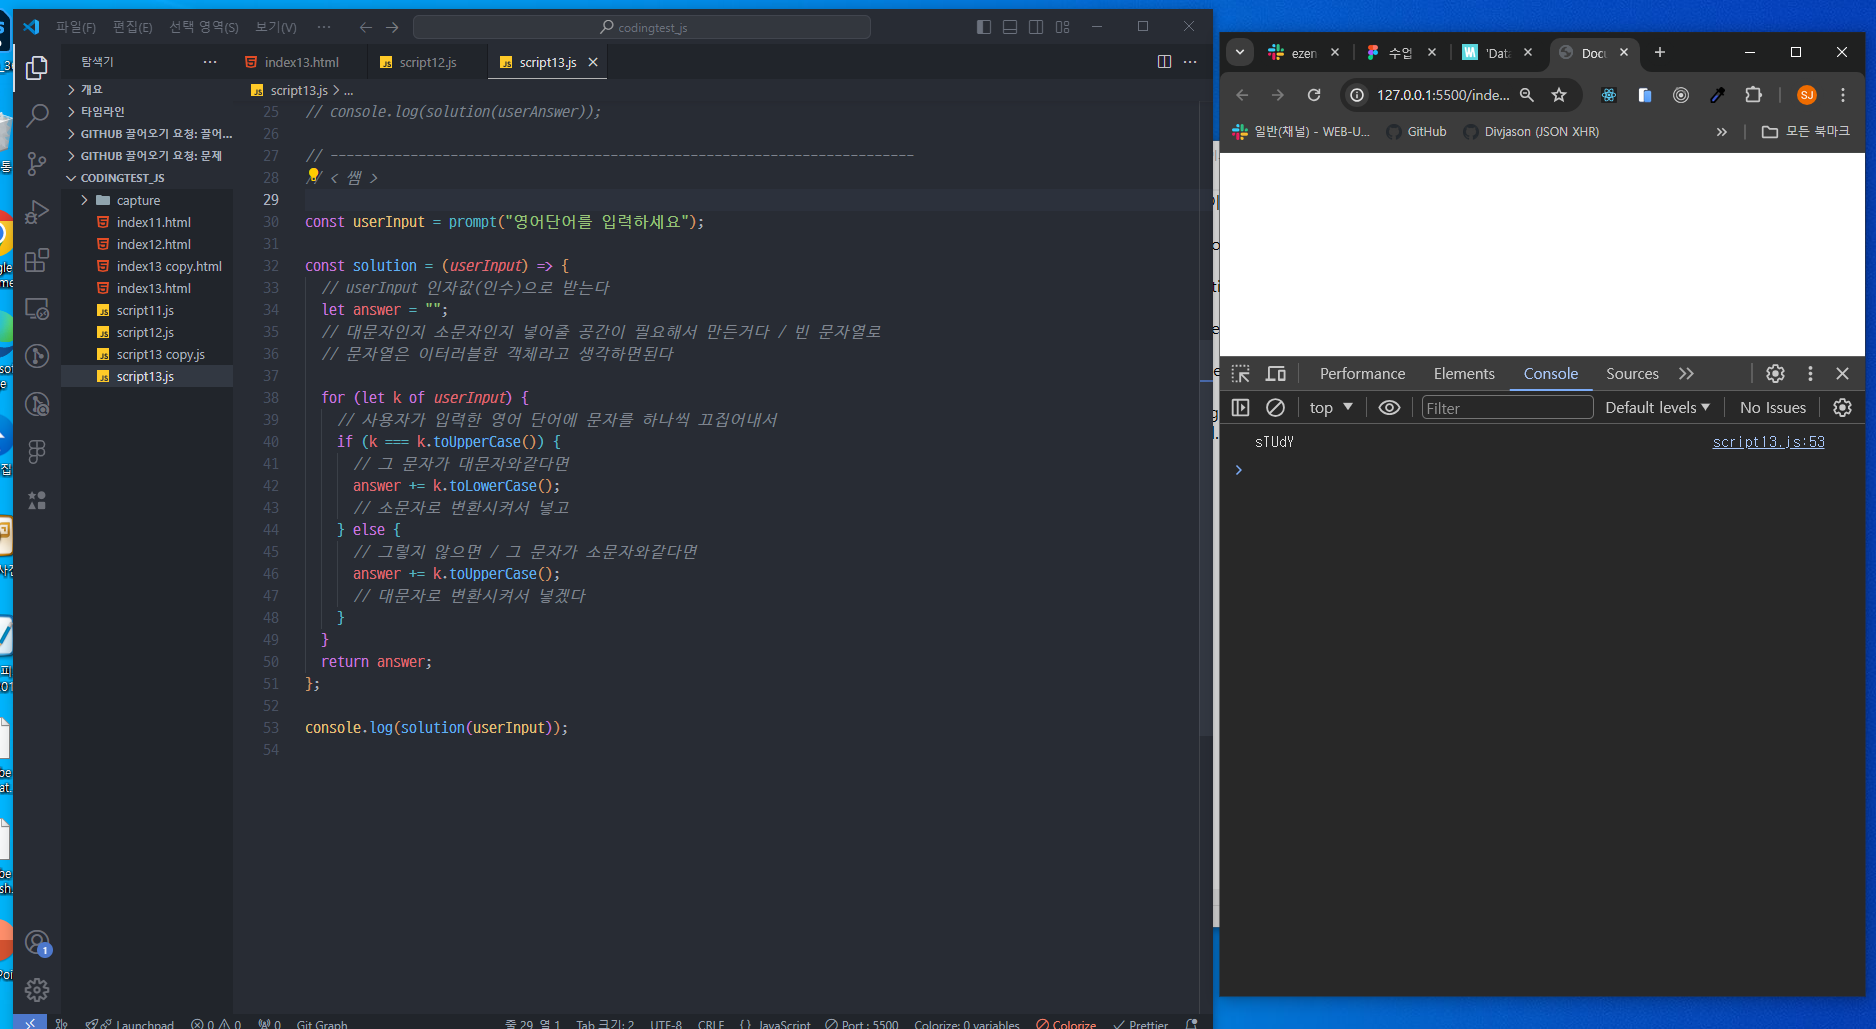 파일(F) 편집(E) 선택 영역(S) 보기(V) ··· codingtest_js
탐색기 ···
개요
타임라인
GITHUB 끌어오기 요청: 끌어...
GITHUB 끌어오기 요청: 문제
CODINGTEST_JS
capture
index11.html
index12.html
index13 copy.html
index13.html
script11.js
script12.js
script13 copy.js
script13.js
1
index13.html script12.js script13.js
script13.js > ...
25 // console.log(solution(userAnswer));
26
27 // -------------------------------------------------------------------------
28 // < 쌤 >
29
30 const userInput = prompt("영어단어를 입력하세요");
31
32 const solution = (userInput) => {
33 // userInput 인자값(인수)으로 받는다
34 let answer = "";
35 // 대문자인지 소문자인지 넣어줄 공간이 필요해서 만든거다 / 빈 문자열로
36 // 문자열은 이터러블한 객체라고 생각하면된다
37
38 for (let k of userInput) {
39 // 사용자가 입력한 영어 단어에 문자를 하나씩 끄집어내서
40 if (k === k.toUpperCase()) {
41 // 그 문자가 대문자와같다면
42 answer += k.toLowerCase();
43 // 소문자로 변환시켜서 넣고
44 } else {
45 // 그렇지 않으면 / 그 문자가 소문자와같다면
46 answer += k.toUpperCase();
47 // 대문자로 변환시켜서 넣겠다
48 }
49 }
50 return answer;
51 };
52
53 console.log(solution(userInput));
54
Launchpad 0 0 0 Git Graph 줄 29, 열 1 Tab 크기: 2 UTF-8 CRLF {} JavaScript Port : 5500 Colorize: 0 variables Colorize Prettier
ezen 수업 'Data Docu
127.0.0.1:5500/inde... SJ
일반(채널) - WEB-U... GitHub Divjason (JSON XHR) » 모든 북마크
Performance Elements Console Sources »
top Filter Default levels No Issues
sTUdY script13.js:53